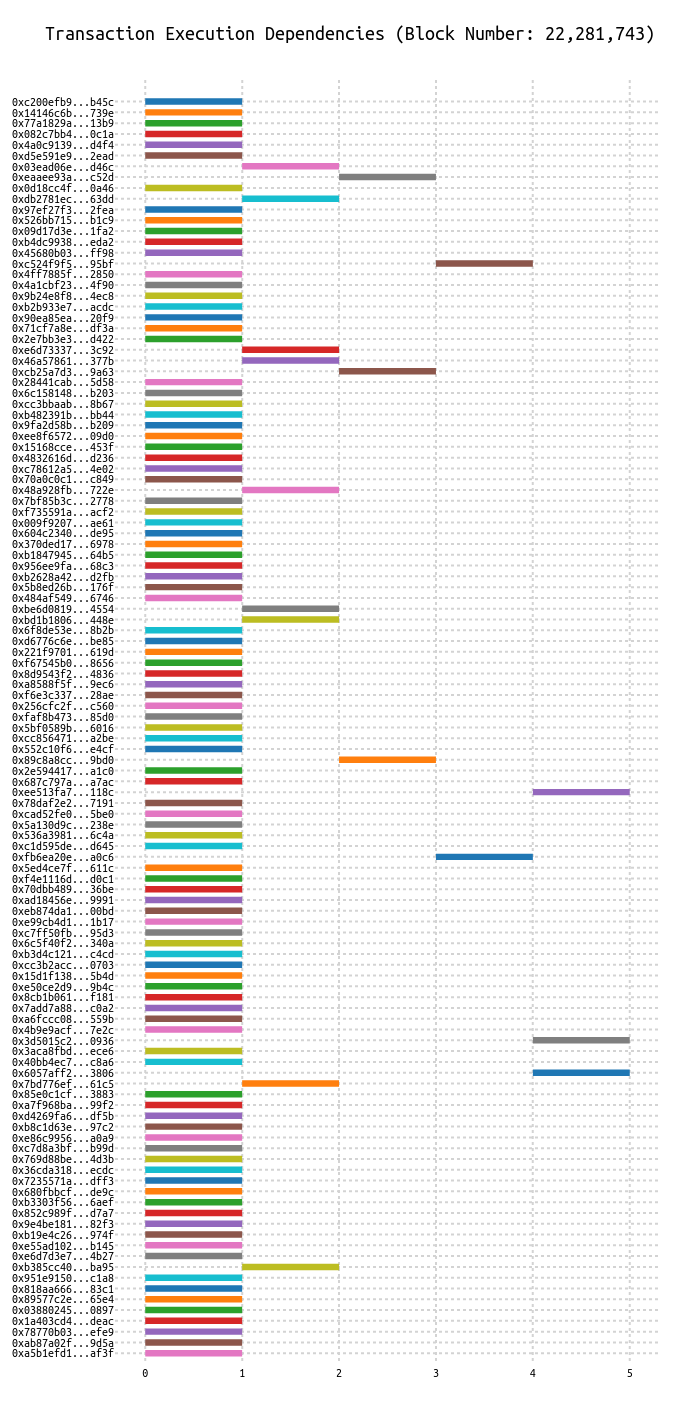 Transaction Execution Dependencies (Block Number: 22,281,743)
0xc200efb9...b45c
0x14146c6b...739e
0x77a1829a...13b9
0x082c7bb4...0c1a
0x4a0c9139...d4f4
0xd5e591e9...2ead
0x03ead06e...d46c
0xeaaee93a...c52d
0x0d18cc4f...0a46
0xdb2781ec...63dd
0x97ef27f3...2fea
0x526bb715...b1c9
0x09d17d3e...1fa2
0xb4dc9938...eda2
0x45680b03...ff98
0xc524f9f5...95bf
0x4ff7885f...2850
0x4a1cbf23...4f90
0x9b24e8f8...4ec8
0xb2b933e7...acdc
0x90ea85ea...20f9
0x71cf7a8e...df3a
0x2e7bb3e3...d422
0xe6d73337...3c92
0x46a57861...377b
0xcb25a7d3...9a63
0x28441cab...5d58
0x6c158148...b203
0xcc3bbaab...8b67
0xb482391b...bb44
0x9fa2d58b...b209
0xee8f6572...09d0
0x15168cce...453f
0x4832616d...d236
0xc78612a5...4e02
0x70a0c0c1...c849
0x48a928fb...722e
0x7bf85b3c...2778
0xf735591a...acf2
0x009f9207...ae61
0x604c2340...de95
0x370ded17...6978
0xb1847945...64b5
0x956ee9fa...68c3
0xb2628a42...d2fb
0x5b8ed26b...176f
0x484af549...6746
0xbe6d0819...4554
0xbd1b1806...448e
0x6f8de53e...8b2b
0xd6776c6e...be85
0x221f9701...619d
0xf67545b0...8656
0x8d9543f2...4836
0xa8588f5f...9ec6
0xf6e3c337...28ae
0x256cfc2f...c560
0xfaf8b473...85d0
0x5bf0589b...6016
0xcc856471...a2be
0x552c10f6...e4cf
0x89c8a8cc...9bd0
0x2e594417...a1c0
0x687c797a...a7ac
0xee513fa7...118c
0x78daf2e2...7191
0xcad52fe0...5be0
0x5a130d9c...238e
0x536a3981...6c4a
0xc1d595de...d645
0xfb6ea20e...a0c6
0x5ed4ce7f...611c
0xf4e1116d...d0c1
0x70dbb489...36be
0xad18456e...9991
0xeb874da1...00bd
0xe99cb4d1...1b17
0xc7ff50fb...95d3
0x6c5f40f2...340a
0xb3d4c121...c4cd
0xcc3b2acc...0703
0x15d1f138...5b4d
0xe50ce2d9...9b4c
0x8cb1b061...f181
0x7add7a88...c0a2
0xa6fccc08...559b
0x4b9e9acf...7e2c
0x3d5015c2...0936
0x3aca8fbd...ece6
0x40bb4ec7...c8a6
0x6057aff2...3806
0x7bd776ef...61c5
0x85e0c1cf...3883
0xa7f968ba...99f2
0xd4269fa6...df5b
0xb8c1d63e...97c2
0xe86c9956...a0a9
0xc7d8a3bf...b99d
0x769d88be...4d3b
0x36cda318...ecdc
0x7235571a...dff3
0x680fbbcf...de9c
0xb3303f56...6aef
0x852c989f...d7a7
0x9e4be181...82f3
0xb19e4c26...974f
0xe55ad102...b145
0xe6d7d3e7...4b27
0xb385cc40...ba95
0x951e9150...c1a8
0x818aa666...83c1
0x89577c2e...65e4
0x03880245...0897
0x1a403cd4...deac
0x78770b03...efe9
0xab87a02f...9d5a
0xa5b1efd1...af3f
0 1 2 3 4 5